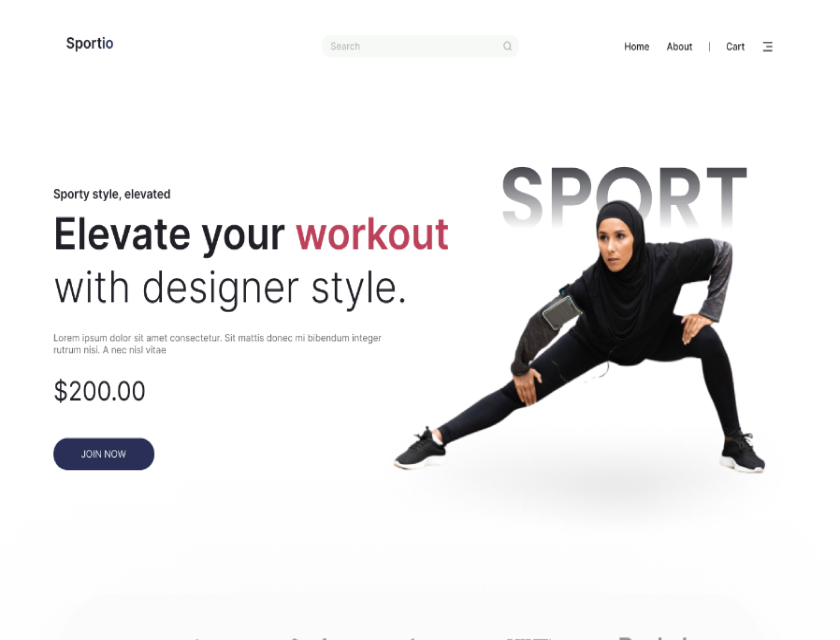 Sportio
Search
Home
About
Cart
SPORT
Sporty style, elevated
Elevate your workout
with designer style.
Lorem ipsum dolor sit amet consectetur. Sit mattis donec mi bibendum integer
rutrum nisi. A nec nisl vitae
$200.00
JOIN NOW